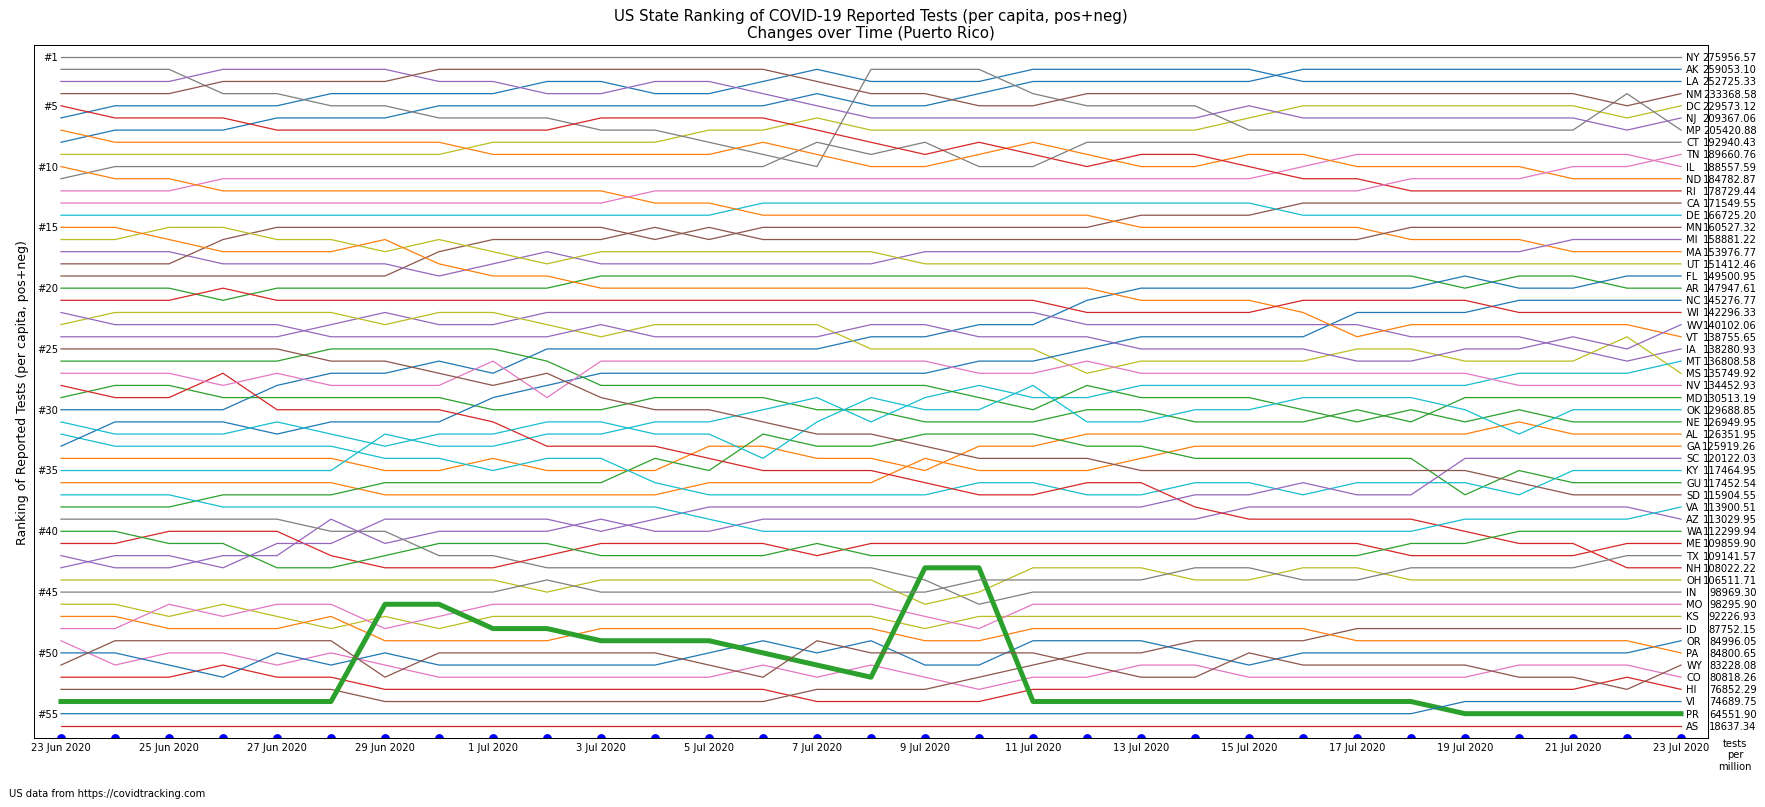 US State Ranking of COVID-19 Reported Tests (per capita, pos+neg)
Changes over Time (Puerto Rico)
Ranking of Reported Tests (per capita, pos+neg)
#1
#5
#10
#15
#20
#25
#30
#35
#40
#45
#50
#55
NY 275956.57
AK 259053.10
LA 252725.33
NM 233368.58
DC 229573.12
NJ 209367.06
MP 205420.88
CT 192940.43
TN 189660.76
IL 188557.59
ND 184782.87
RI 178729.44
CA 171549.55
DE 166725.20
MN 160527.32
MI 158881.22
MA 153976.77
UT 151412.46
FL 149500.95
AR 147947.61
NC 145276.77
WI 142296.33
WV 140102.06
VT 138755.65
IA 138280.93
MT 136808.58
MS 135749.92
NV 134452.93
MD 130513.19
OK 129688.85
NE 126949.95
AL 126351.95
GA 125919.26
SC 120122.03
KY 117464.95
GU 117452.54
SD 115904.55
VA 113900.51
AZ 113029.95
WA 112299.94
ME 109859.90
TX 109141.57
NH 108022.22
OH 106511.71
IN 98969.30
MO 98295.90
KS 92226.93
ID 87752.15
OR 84996.05
PA 84800.65
WY 83228.08
CO 80818.26
HI 76852.29
VI 74689.75
PR 64551.90
AS 18637.34
23 Jun 2020
25 Jun 2020
27 Jun 2020
29 Jun 2020
1 Jul 2020
3 Jul 2020
5 Jul 2020
7 Jul 2020
9 Jul 2020
11 Jul 2020
13 Jul 2020
15 Jul 2020
17 Jul 2020
19 Jul 2020
21 Jul 2020
23 Jul 2020
tests
per
million
US data from https://covidtracking.com